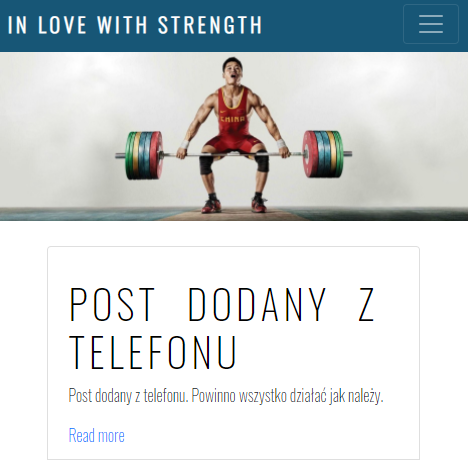 IN LOVE WITH STRENGTH
CHINA
POST DODANY Z
TELEFONU
Post dodany z telefonu. Powinno wszystko działać jak należy.
Read more